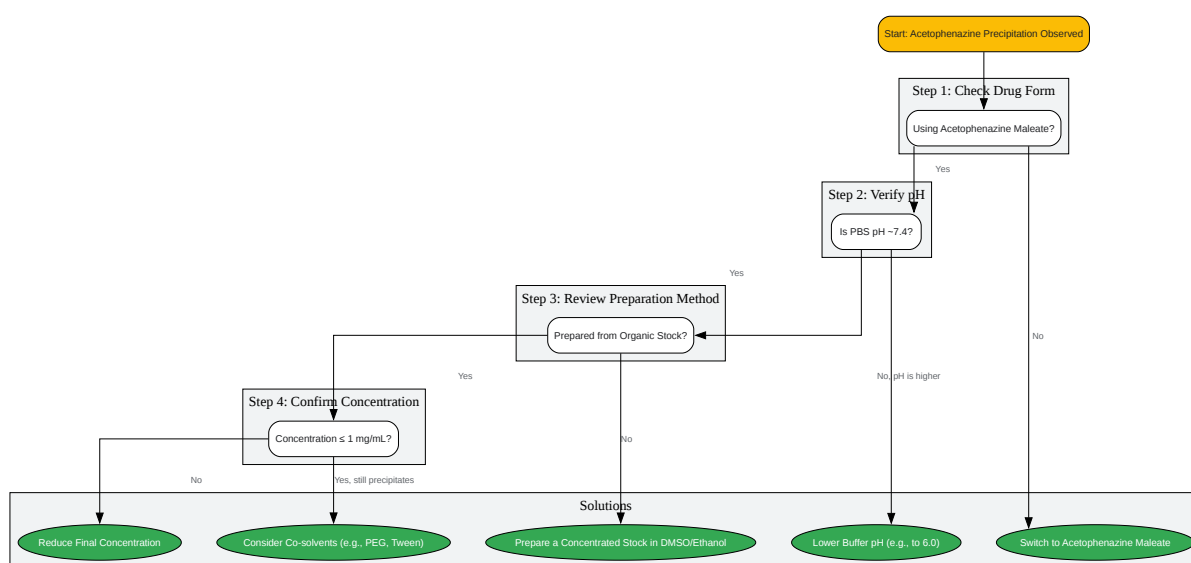 Start: Acetophenazine Precipitation Observed
Step 1: Check Drug Form
Using Acetophenazine Maleate?
Yes
Step 2: Verify pH
Is PBS pH ~7.4?
Yes
Step 3: Review Preparation Method
Prepared from Organic Stock?
No
Yes
No, pH is higher
Step 4: Confirm Concentration
Concentration ≤ 1 mg/mL?
No
No
Yes, still precipitates
Solutions
Reduce Final Concentration
Consider Co-solvents (e.g., PEG, Tween)
Prepare a Concentrated Stock in DMSO/Ethanol
Lower Buffer pH (e.g., to 6.0)
Switch to Acetophenazine Maleate